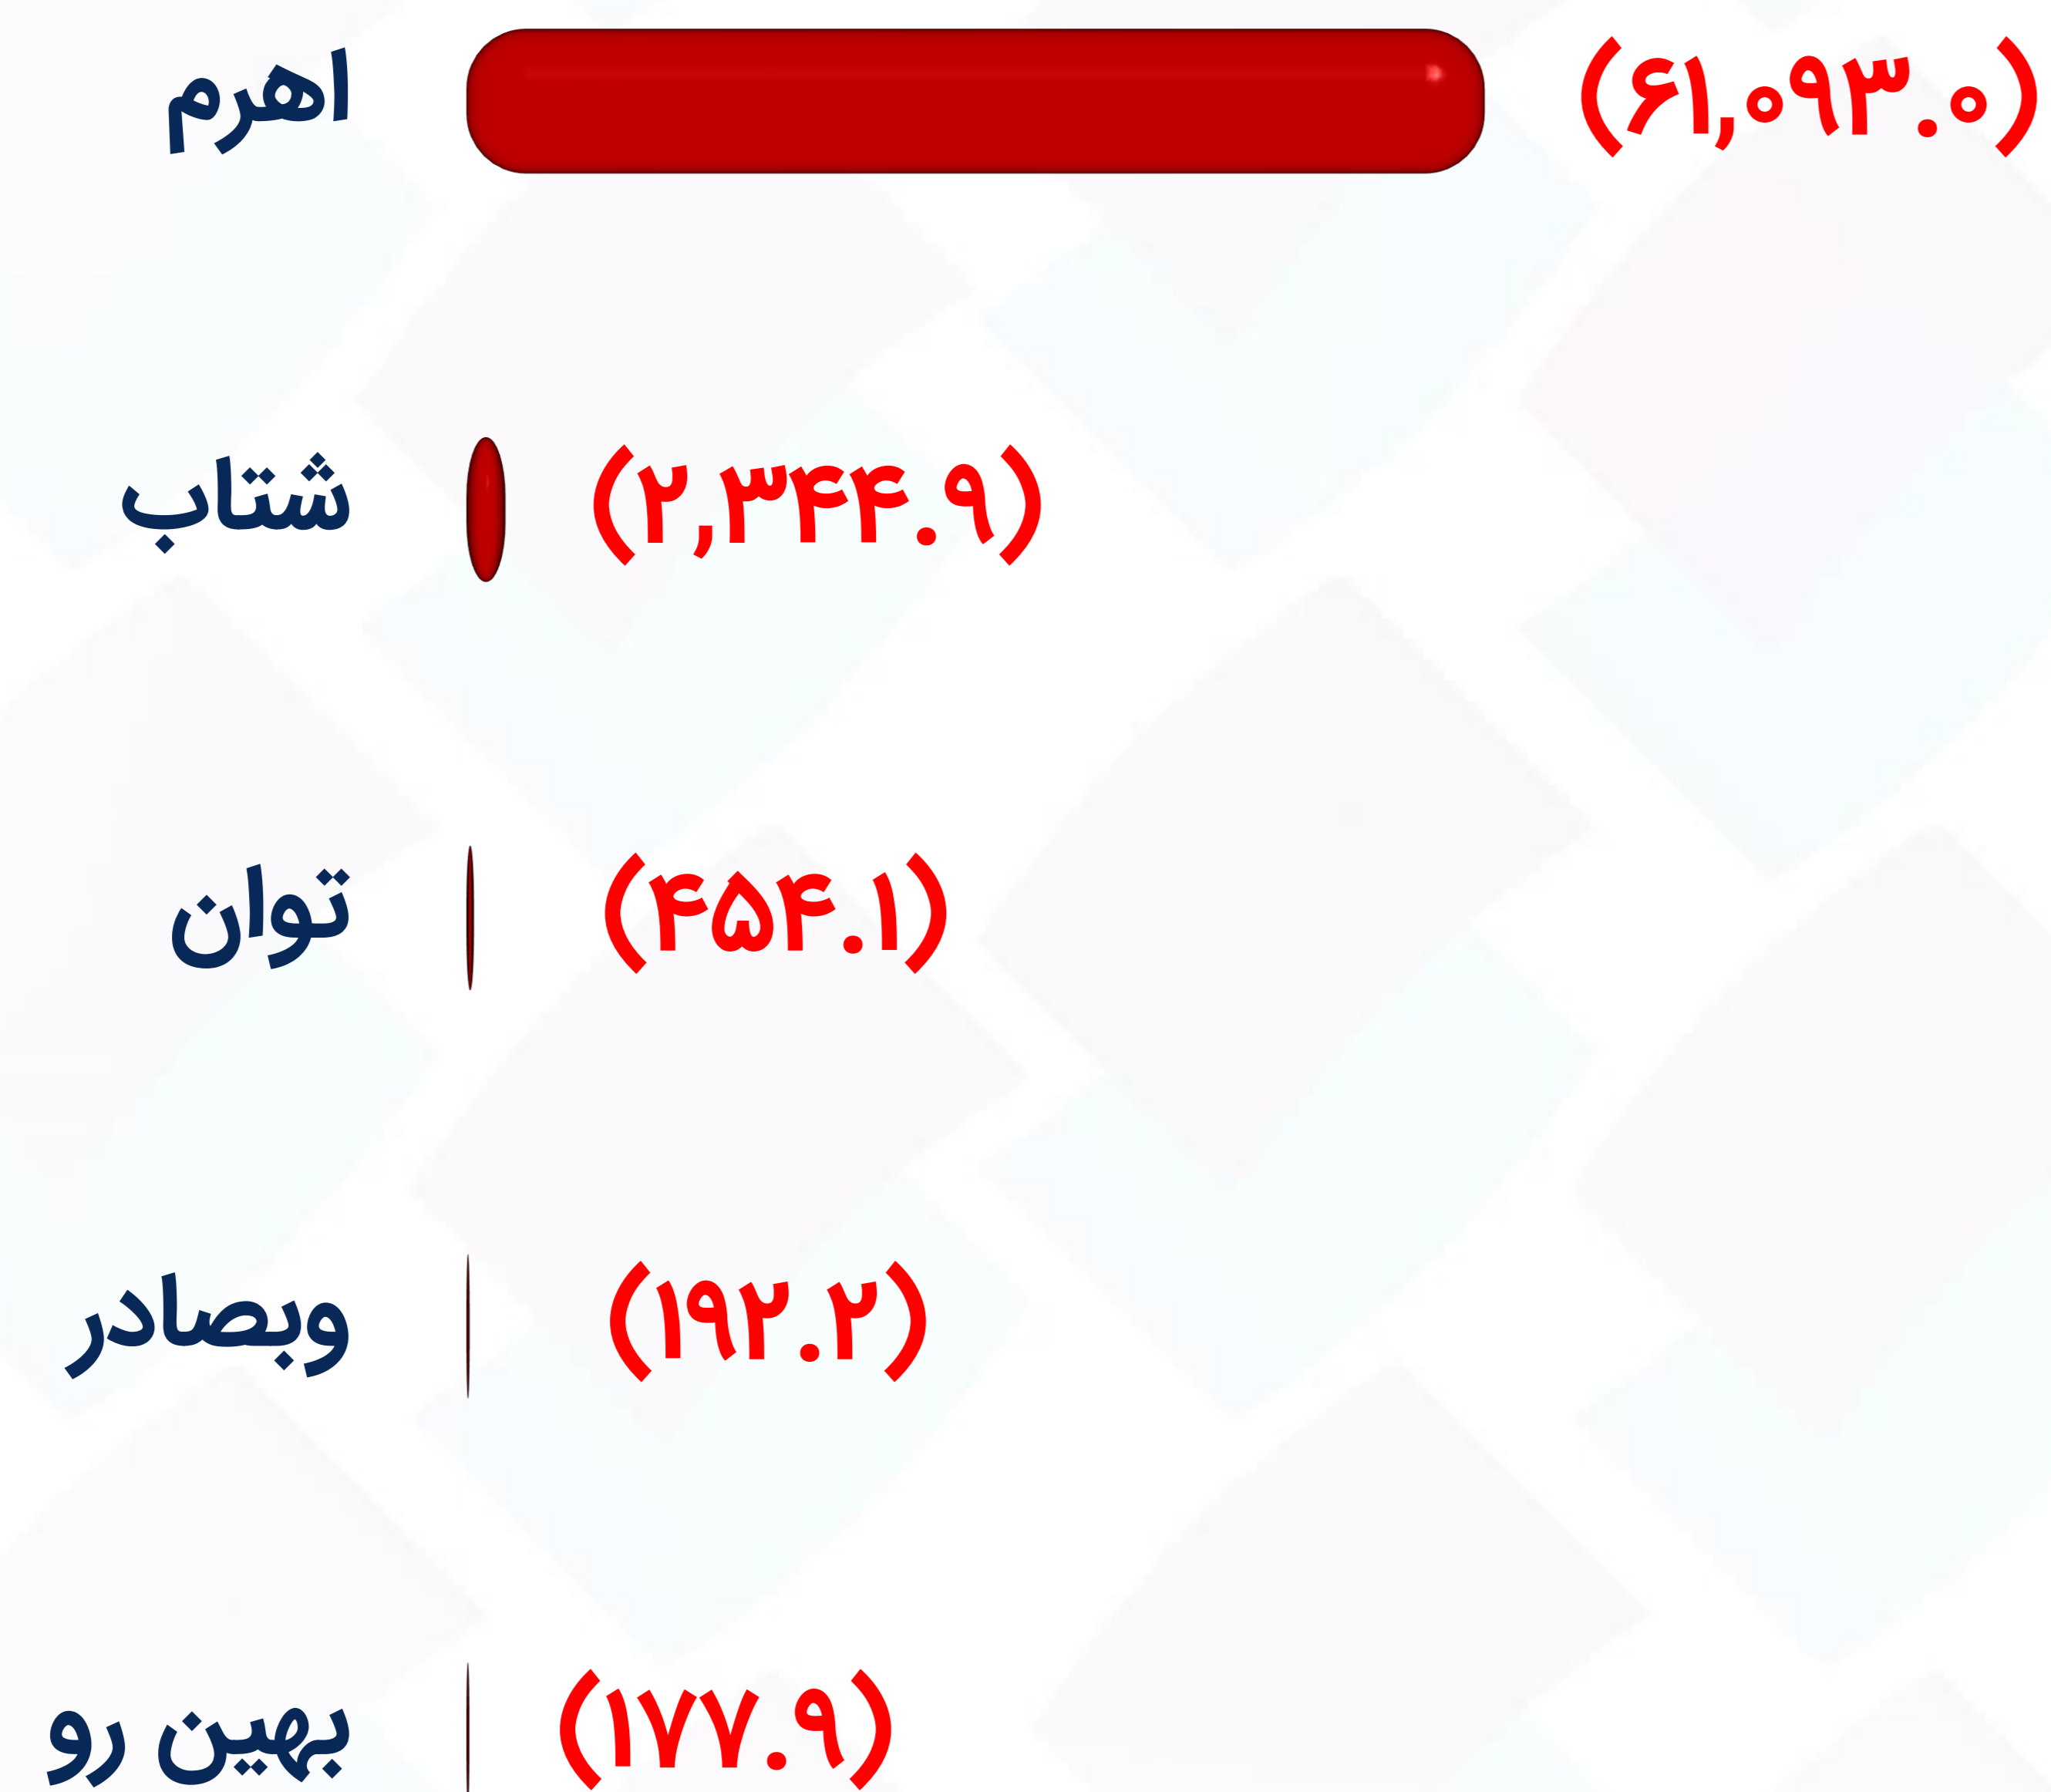 اهرم (۶۱,۰۹۳.۰)
شتاب (۲,۳۴۴.۹)
توان (۴۵۴.۱)
وبصادر (۱۹۲.۲)
بهین رو (۱۷۷.۹)